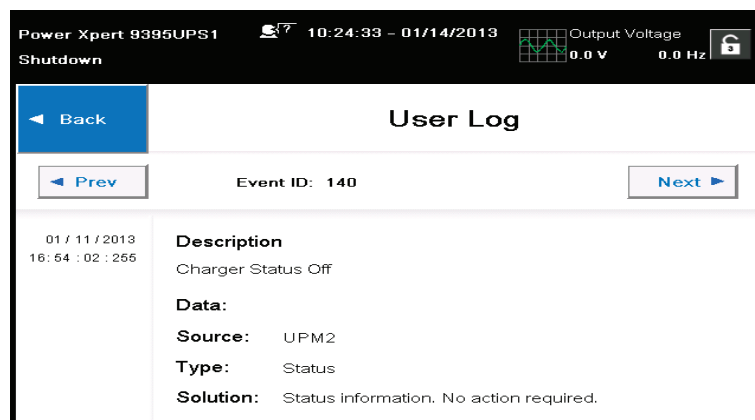 Power Xpert 9395UPS1 ? 10:24:33 - 01/14/2013 Output Voltage
Shutdown 0.0 V 0.0 Hz 3
◄ Back User Log
◄ Prev Event ID: 140 Next ►
01/11/2013 Description
16:54:02:255 Charger Status Off
Data:
Source: UPM2
Type: Status
Solution: Status information. No action required.